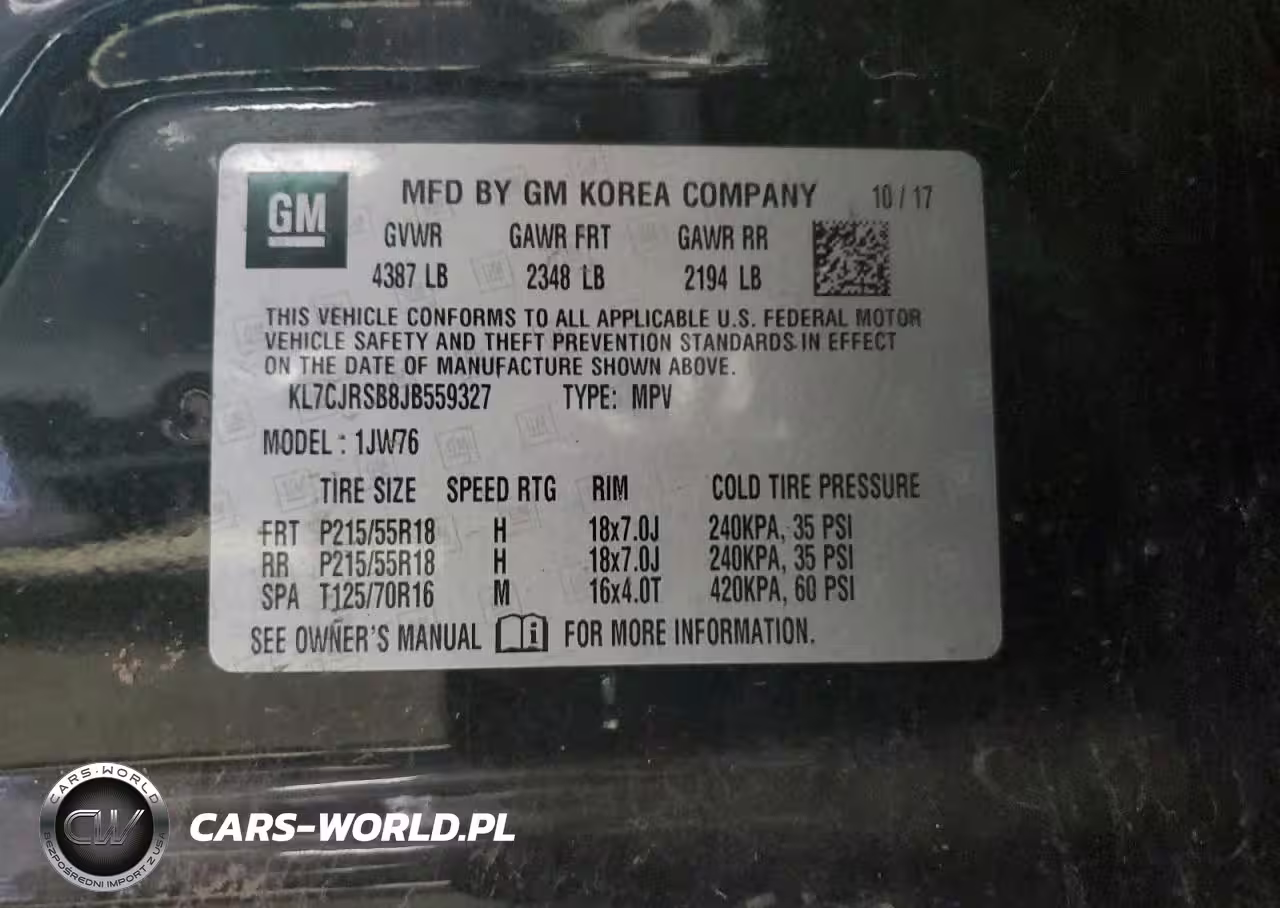 GM
MFD BY GM KOREA COMPANY 10 / 17
GVWR GAWR FRT GAWR RR
4387 LB 2348 LB 2194 LB
THIS VEHICLE CONFORMS TO ALL APPLICABLE U.S. FEDERAL MOTOR
VEHICLE SAFETY AND THEFT PREVENTION STANDARDS IN EFFECT
ON THE DATE OF MANUFACTURE SHOWN ABOVE.
KL7CJRSB8JB559327 TYPE: MPV
MODEL : 1JW76
TIRE SIZE SPEED RTG RIM COLD TIRE PRESSURE
FRT P215/55R18 H 18x7.0J 240KPA, 35 PSI
RR P215/55R18 H 18x7.0J 240KPA, 35 PSI
SPA T125/70R16 M 16x4.0T 420KPA, 60 PSI
SEE OWNER'S MANUAL i FOR MORE INFORMATION.
CARS-WORLD
CW
BEZPOŚREDNI IMPORT Z USA
CARS-WORLD.PL